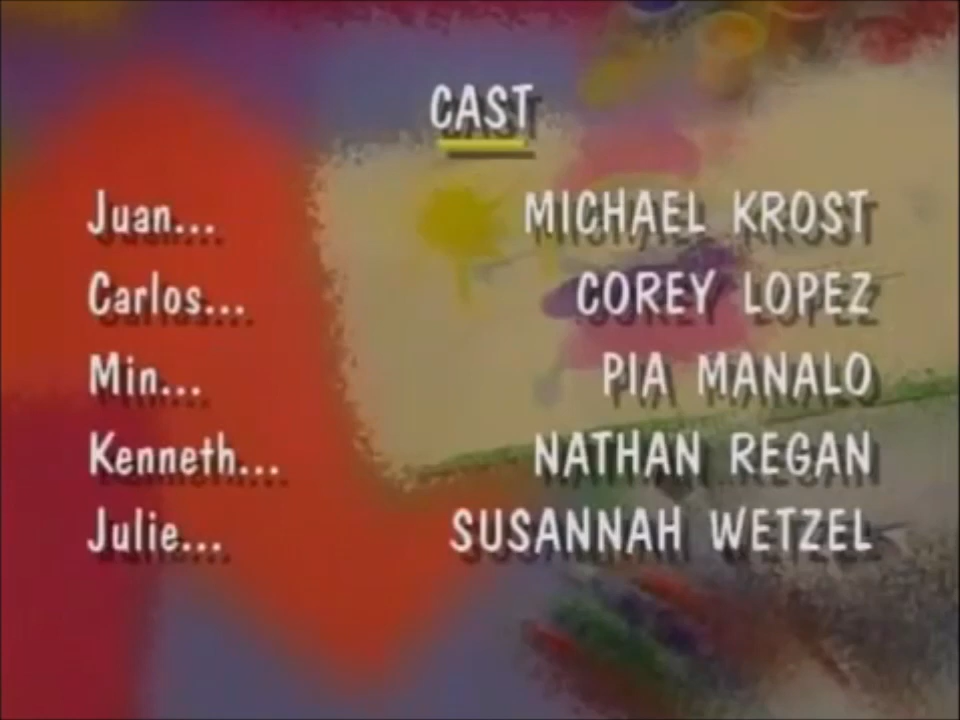 CAST
Juan... MICHAEL KROST
Carlos... COREY LOPEZ
Min... PIA MANALO
Kenneth... NATHAN REGAN
Julie... SUSANNAH WETZEL